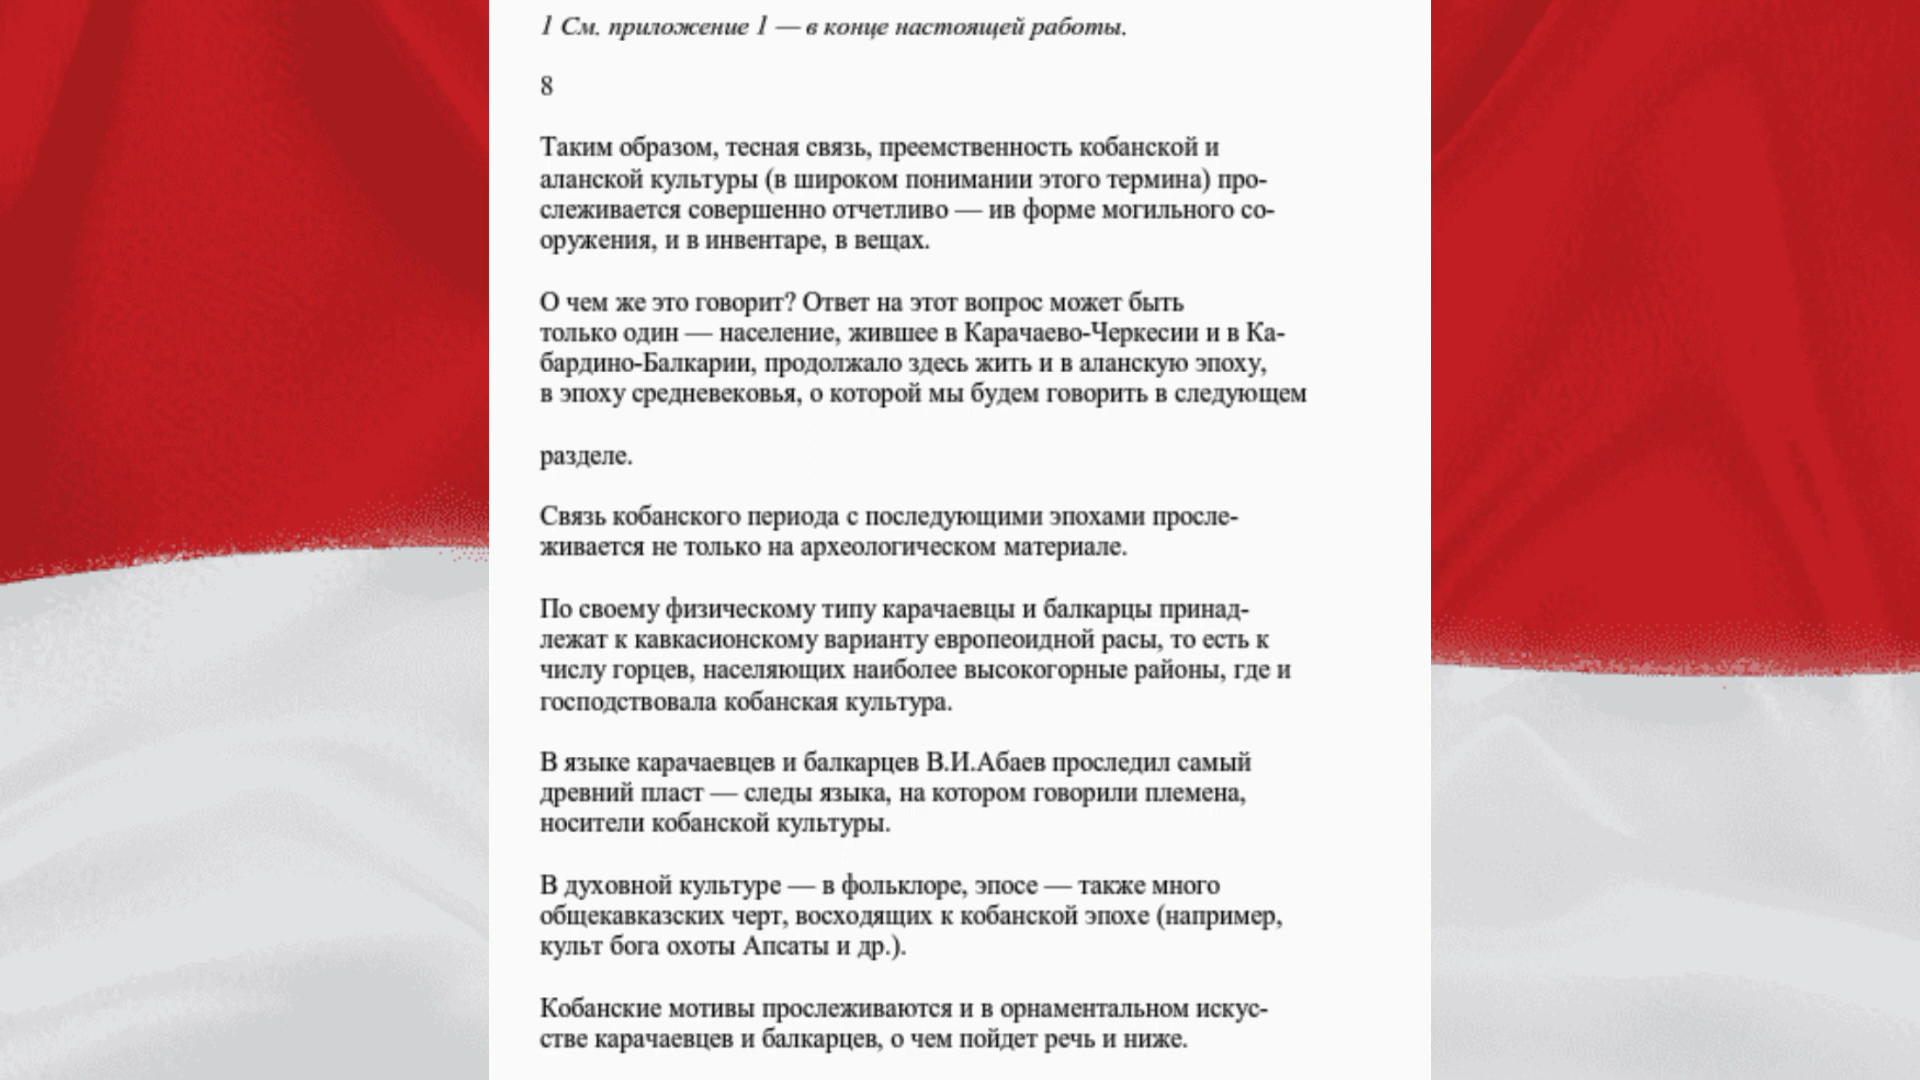 1 См. приложение 1 — в конце настоящей работы.
8
Таким образом, тесная связь, преемственность кобанской и
аланской культуры (в широком понимании этого термина) про-
слеживается совершенно отчетливо — ив форме могильного со-
оружения, и в инвентаре, в вещах.
О чем же это говорит? Ответ на этот вопрос может быть
только один — население, жившее в Карачаево-Черкесии и в Ка-
бардино-Балкарии, продолжало здесь жить и в аланскую эпоху,
в эпоху средневековья, о которой мы будем говорить в следующем
разделе.
Связь кобанского периода с последующими эпохами просле-
живается не только на археологическом материале.
По своему физическому типу карачаевцы и балкарцы принад-
лежат к кавкасионскому варианту европеоидной расы, то есть к
числу горцев, населяющих наиболее высокогорные районы, где и
господствовала кобанская культура.
В языке карачаевцев и балкарцев В.И.Абаев проследил самый
древний пласт — следы языка, на котором говорили племена,
носители кобанской культуры.
В духовной культуре — в фольклоре, эпосе — также много
общекавказских черт, восходящих к кобанской эпохе (например,
культ бога охоты Апсаты и др.).
Кобанские мотивы прослеживаются и в орнаментальном искус-
стве карачаевцев и балкарцев, о чем пойдет речь и ниже.